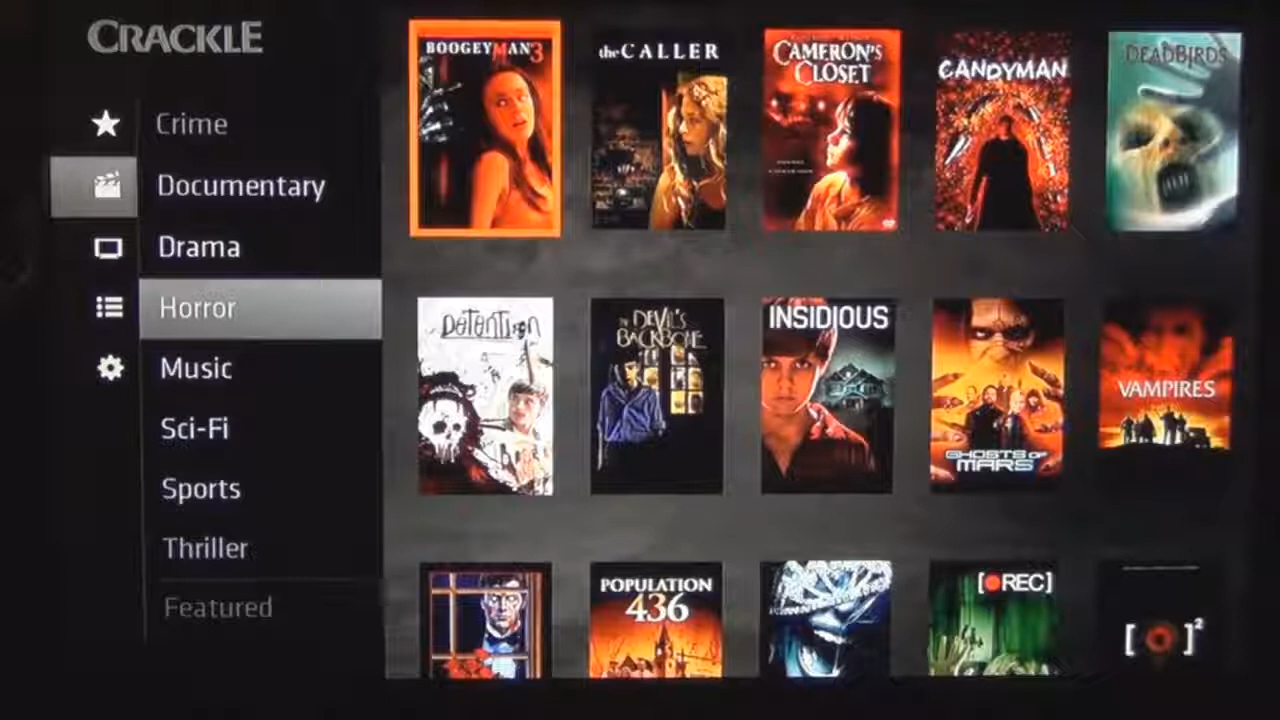 CRACKLE
Crime
Documentary
Drama
Horror
Music
Sci-Fi
Sports
Thriller
Featured
BOOGEYMAN 3
the CALLER
CAMERON'S
CLOSET
CANDYMAN
DEADBIRDS
DETENTION
THE DEVIL'S
BACKBONE
INSIDIOUS
GHOSTS OF
MARS
VAMPIRES
POPULATION
436
[REC]
[ ]²